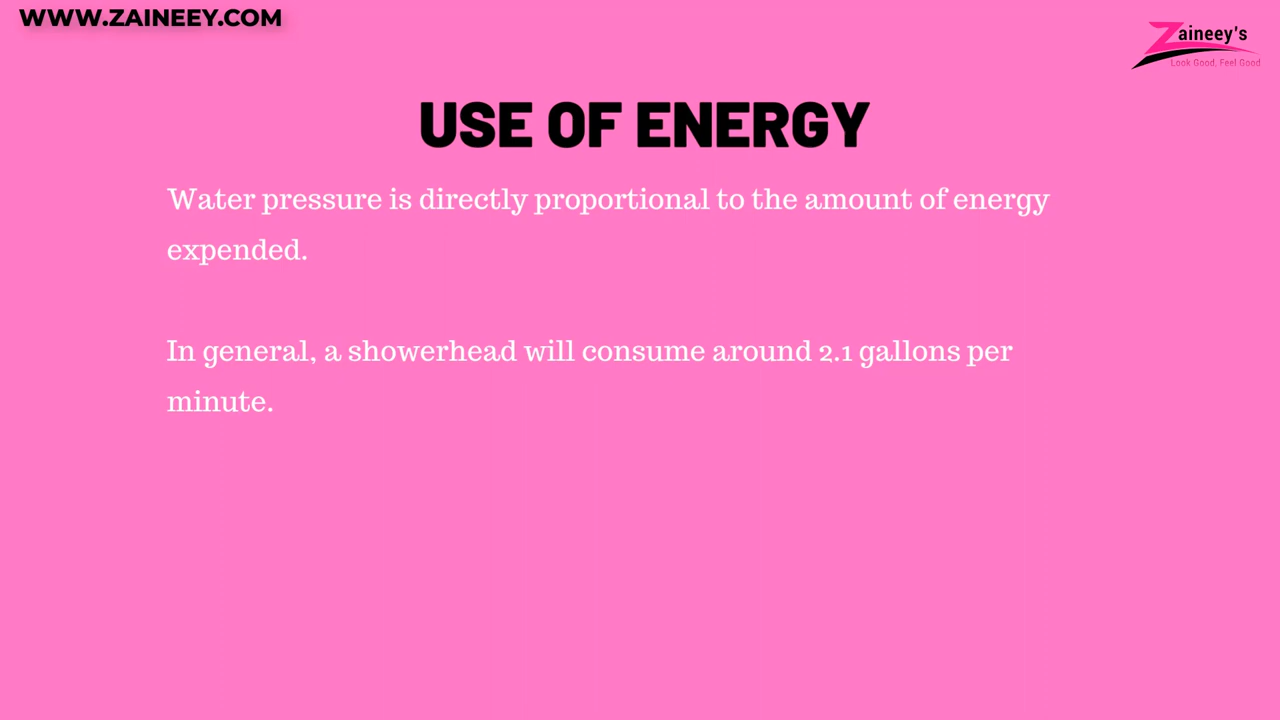 WWW.ZAINEEY.COM
Zaineey's
Look Good, Feel Good
USE OF ENERGY
Water pressure is directly proportional to the amount of energy
expended.
In general, a showerhead will consume around 2.1 gallons per
minute.